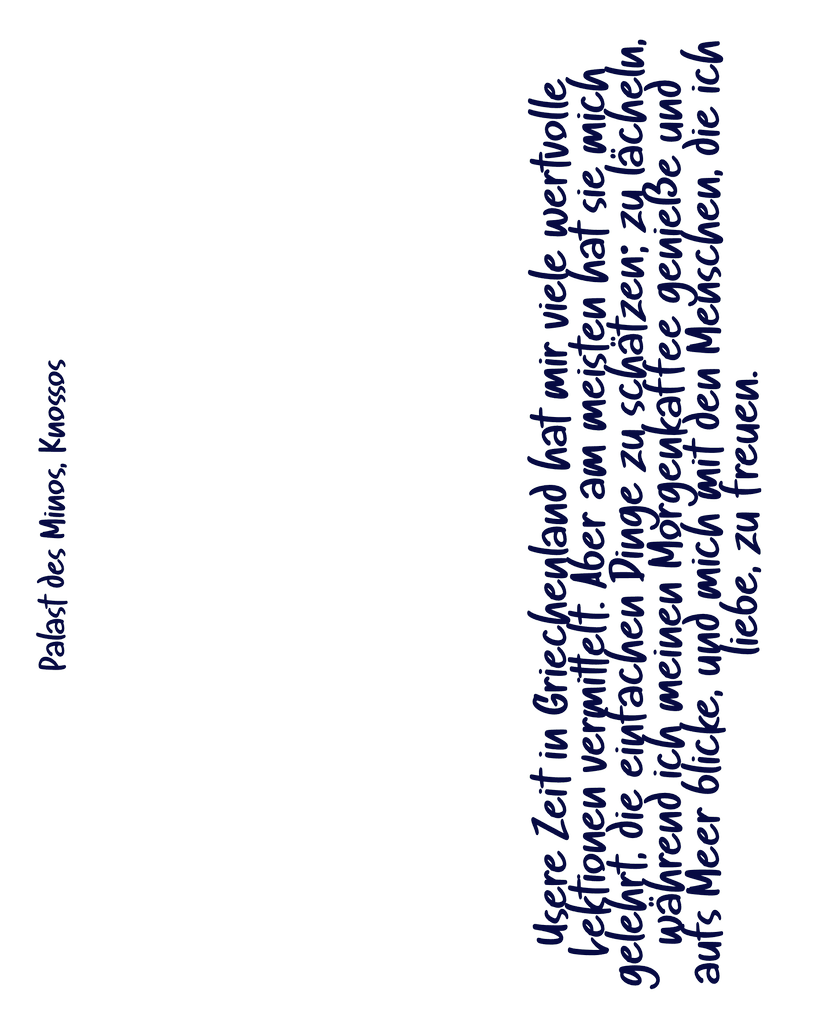 Palast des Minos, Knossos
Usere Zeit in Griechenland hat mir viele wertvolle
Lektionen vermittelt. Aber am meisten hat sie mich
gelehrt, die einfachen Dinge zu schätzen; zu lächeln,
während ich meinen Morgenkaffee genieße und
aufs Meer blicke, und mich mit den Menschen, die ich
liebe, zu freuen.